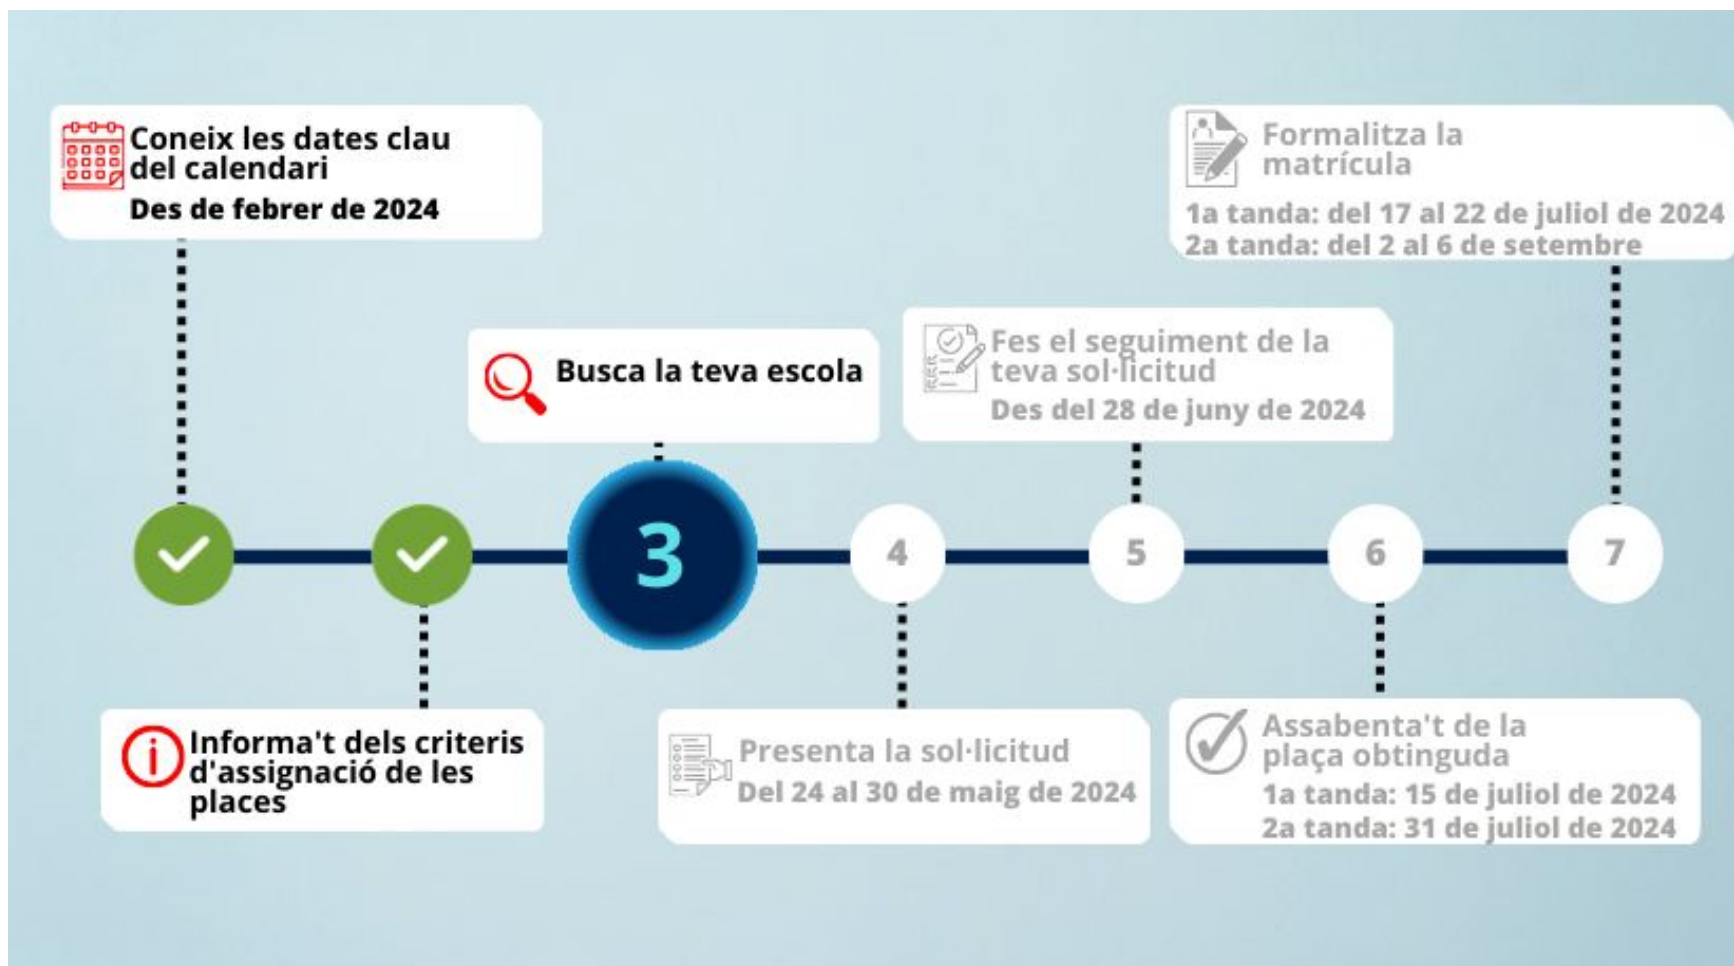 Coneix les dates clau
del calendari
Des de febrer de 2024
Formalitza la
matrícula
1a tanda: del 17 al 22 de juliol de 2024
2a tanda: del 2 al 6 de setembre
Busca la teva escola
Fes el seguiment de la
teva sol·licitud
Des del 28 de juny de 2024
3
4
5
6
7
Informa't dels criteris
d'assignació de les
places
Presenta la sol·licitud
Del 24 al 30 de maig de 2024
Assabenta't de la
plaça obtinguda
1a tanda: 15 de juliol de 2024
2a tanda: 31 de juliol de 2024